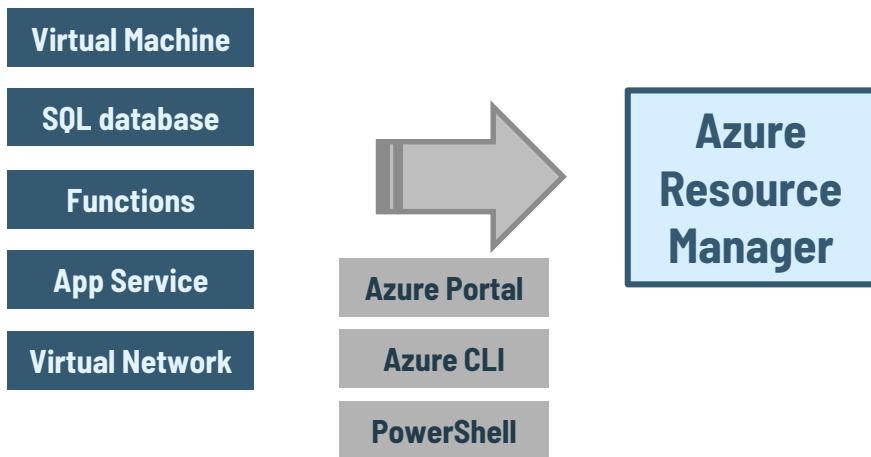 Virtual Machine
SQL database
Functions
App Service
Virtual Network
Azure Portal
Azure CLI
PowerShell
Azure
Resource
Manager